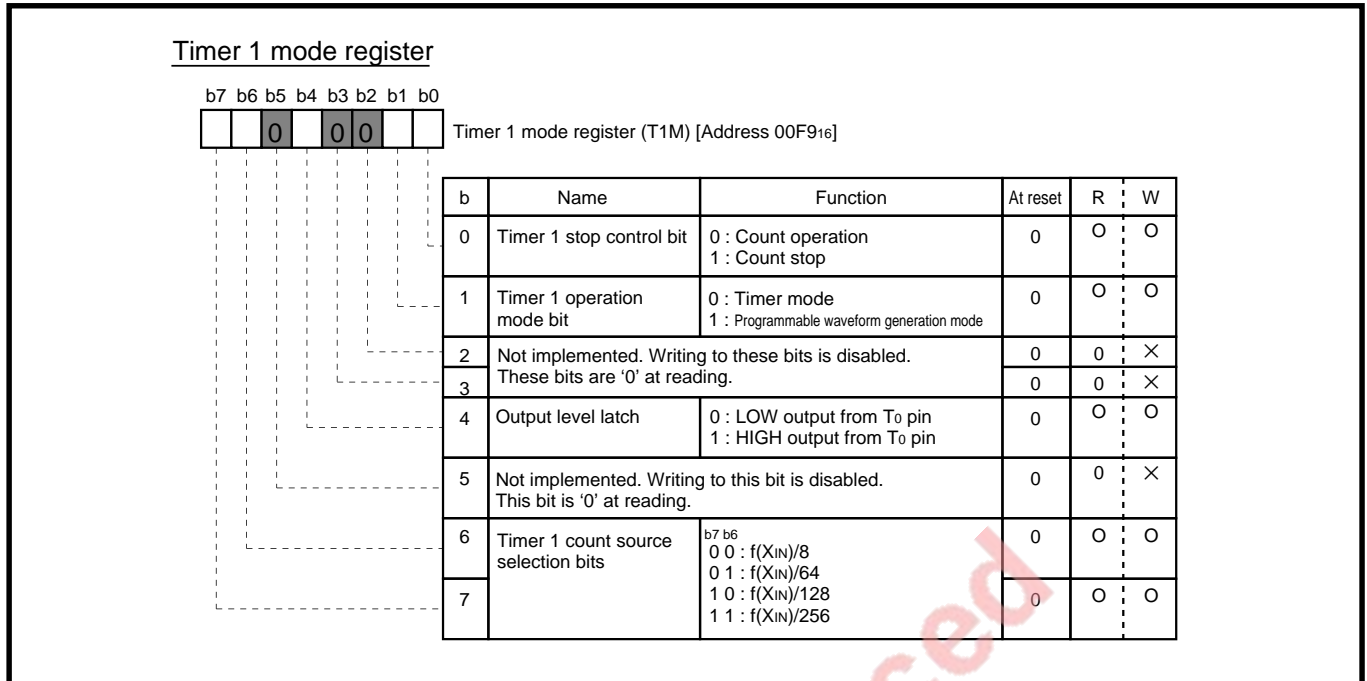 Timer 1 mode register
b7 b6 b5 b4 b3 b2 b1 b0
0 0 0 Timer 1 mode register (T1M) [Address 00F916]
b Name Function At reset R W
0 Timer 1 stop control bit 0 : Count operation 0 O O
1 : Count stop
1 Timer 1 operation 0 : Timer mode 0 O O
mode bit 1 : Programmable waveform generation mode
2 Not implemented. Writing to these bits is disabled. 0 0 ×
3 These bits are ‘0’ at reading. 0 0 ×
4 Output level latch 0 : LOW output from T0 pin 0 O O
1 : HIGH output from T0 pin
5 Not implemented. Writing to this bit is disabled. 0 0 ×
This bit is ‘0’ at reading.
6 Timer 1 count source b7 b6 0 O O
selection bits 0 0 : f(XIN)/8
0 1 : f(XIN)/64
7 1 0 : f(XIN)/128 0 O O
1 1 : f(XIN)/256
ced